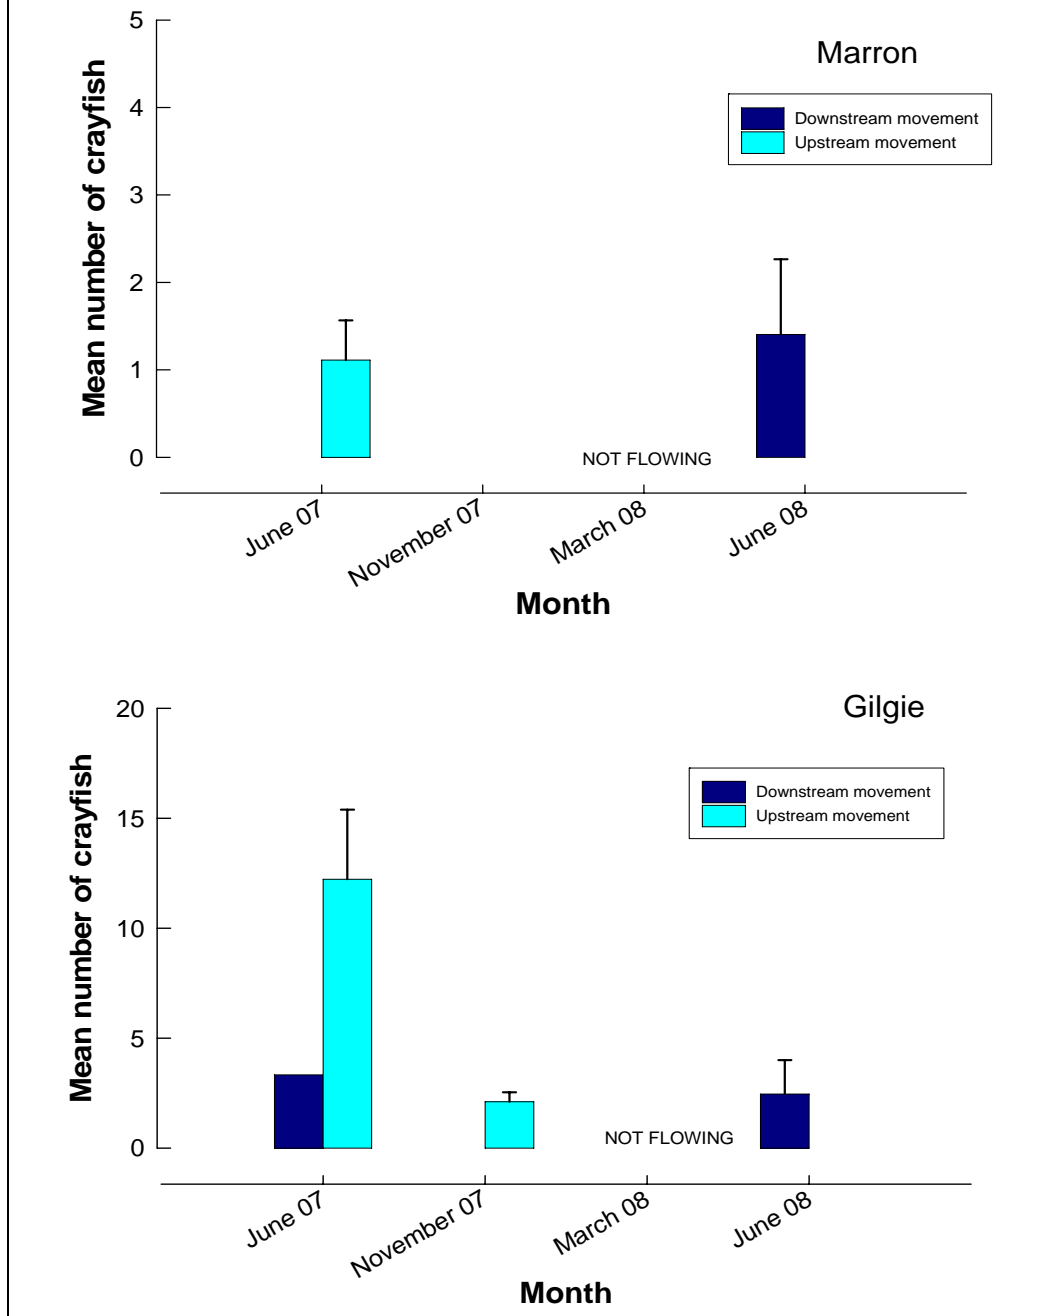 Marron
Downstream movement
Upstream movement
Mean number of crayfish
5
4
3
2
1
0
NOT FLOWING
June 07
November 07
March 08
June 08
Month
Gilgie
Downstream movement
Upstream movement
Mean number of crayfish
20
15
10
5
0
NOT FLOWING
June 07
November 07
March 08
June 08
Month